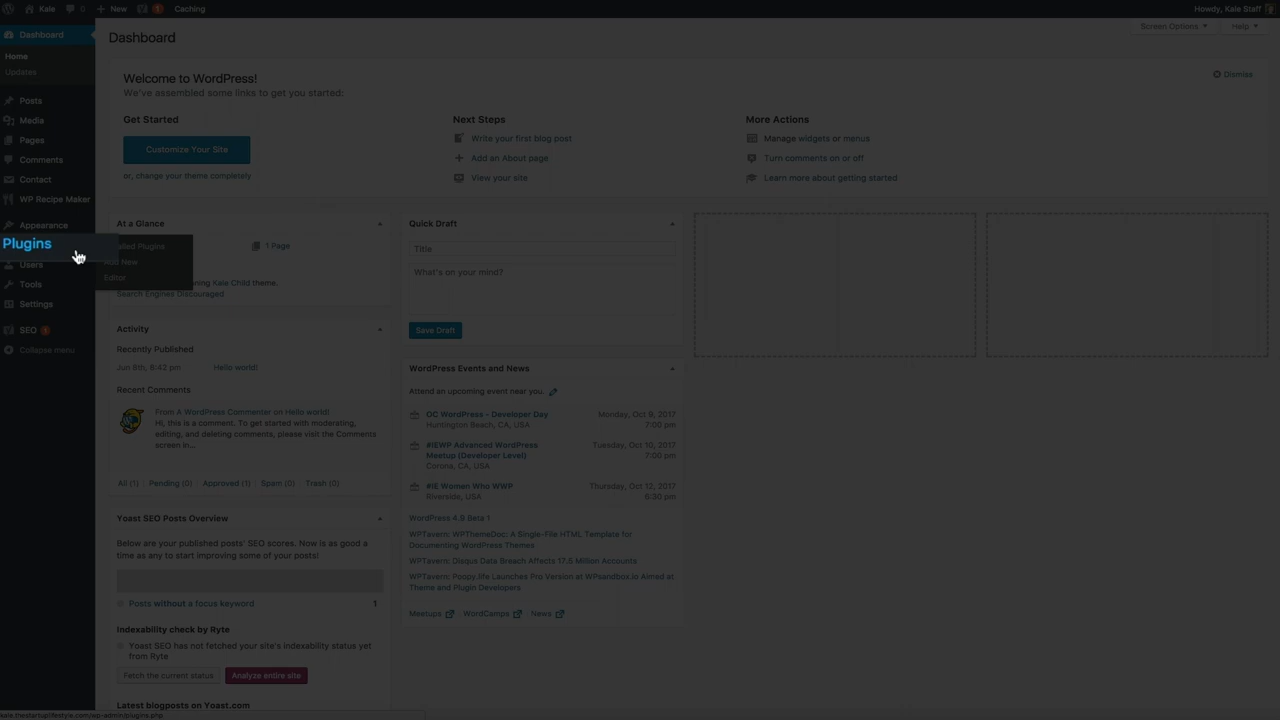 Kale 0 New 1 Caching Howdy, Kale Staff
Dashboard
Home
Updates
Posts
Media
Pages
Comments
Contact
WP Recipe Maker
Appearance
Plugins
Users
Tools
Settings
SEO 1
Collapse menu
Add New
Editor
Dashboard
Screen Options
Help
Welcome to WordPress!
We've assembled some links to get you started:
Dismiss
Get Started
Customize Your Site
or, change your theme completely
Next Steps
Write your first blog post
Add an About page
View your site
More Actions
Manage widgets or menus
Turn comments on or off
Learn more about getting started
At a Glance
1 Page
Kale Child theme.
Search Engines Discouraged
Activity
Recently Published
Jun 8th, 8:42 pm Hello world!
Recent Comments
From A WordPress Commenter on Hello world!
Hi, this is a comment. To get started with moderating,
editing, and deleting comments, please visit the Comments
screen in...
All (1) Pending (0) Approved (1) Spam (0) Trash (0)
Yoast SEO Posts Overview
Below are your published posts' SEO scores. Now is as good a
time as any to start improving some of your posts!
Posts without a focus keyword 1
Indexability check by Ryte
Yoast SEO has not fetched your site's indexability status yet
from Ryte
Fetch the current status
Analyze entire site
Latest blogposts on Yoast.com
Quick Draft
Title
What's on your mind?
Save Draft
WordPress Events and News
Attend an upcoming event near you.
OC WordPress - Developer Day Monday, Oct 9, 2017
Huntington Beach, CA, USA 7:00 pm
#IEWP Advanced WordPress Tuesday, Oct 10, 2017
Meetup (Developer Level) 7:00 pm
Corona, CA, USA
#IE Women Who WWP Thursday, Oct 12, 2017
Riverside, USA 6:30 pm
WordPress 4.9 Beta 1
WPTavern: WPThemeDoc: A Single-File HTML Template for
Documenting WordPress Themes
WPTavern: Disqus Data Breach Affects 17.5 Million Accounts
WPTavern: Poppy.life Launches Pro Version at WPsandbox.io Aimed at
Theme and Plugin Developers
Meetups WordCamps News
kale.thestartuplifestyle.com/wp-admin/plugins.php